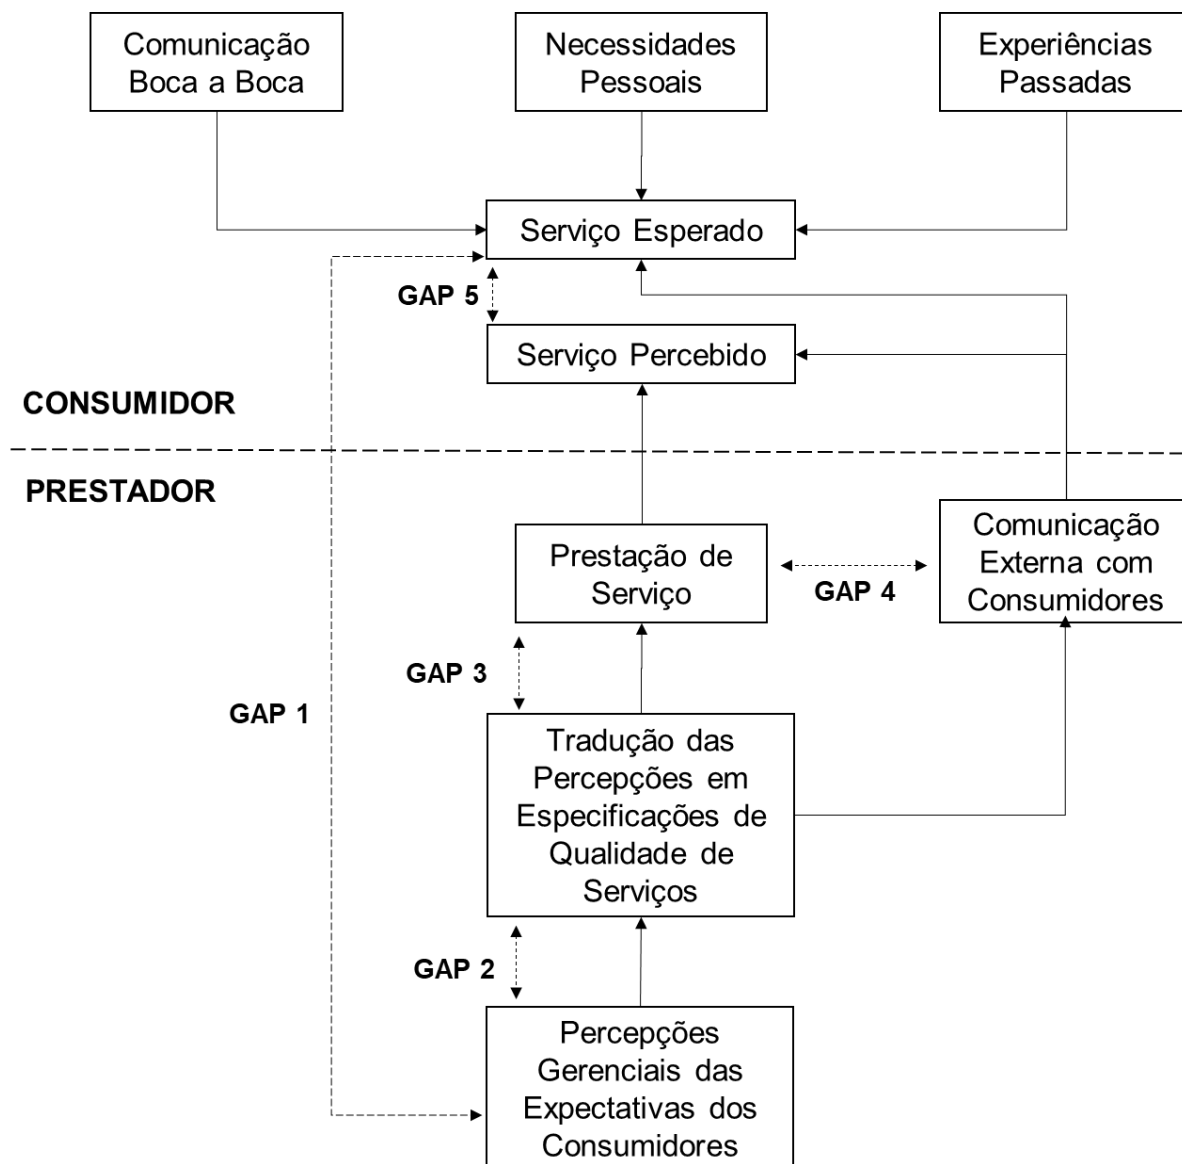 Comunicação
Boca a Boca
Necessidades
Pessoais
Experiências
Passadas
Serviço Esperado
GAP 5
Serviço Percebido
CONSUMIDOR
PRESTADOR
Prestação de
Serviço
GAP 4
Comunicação
Externa com
Consumidores
GAP 3
GAP 1
Tradução das
Percepções em
Especificações de
Qualidade de
Serviços
GAP 2
Percepções
Gerenciais das
Expectativas dos
Consumidores